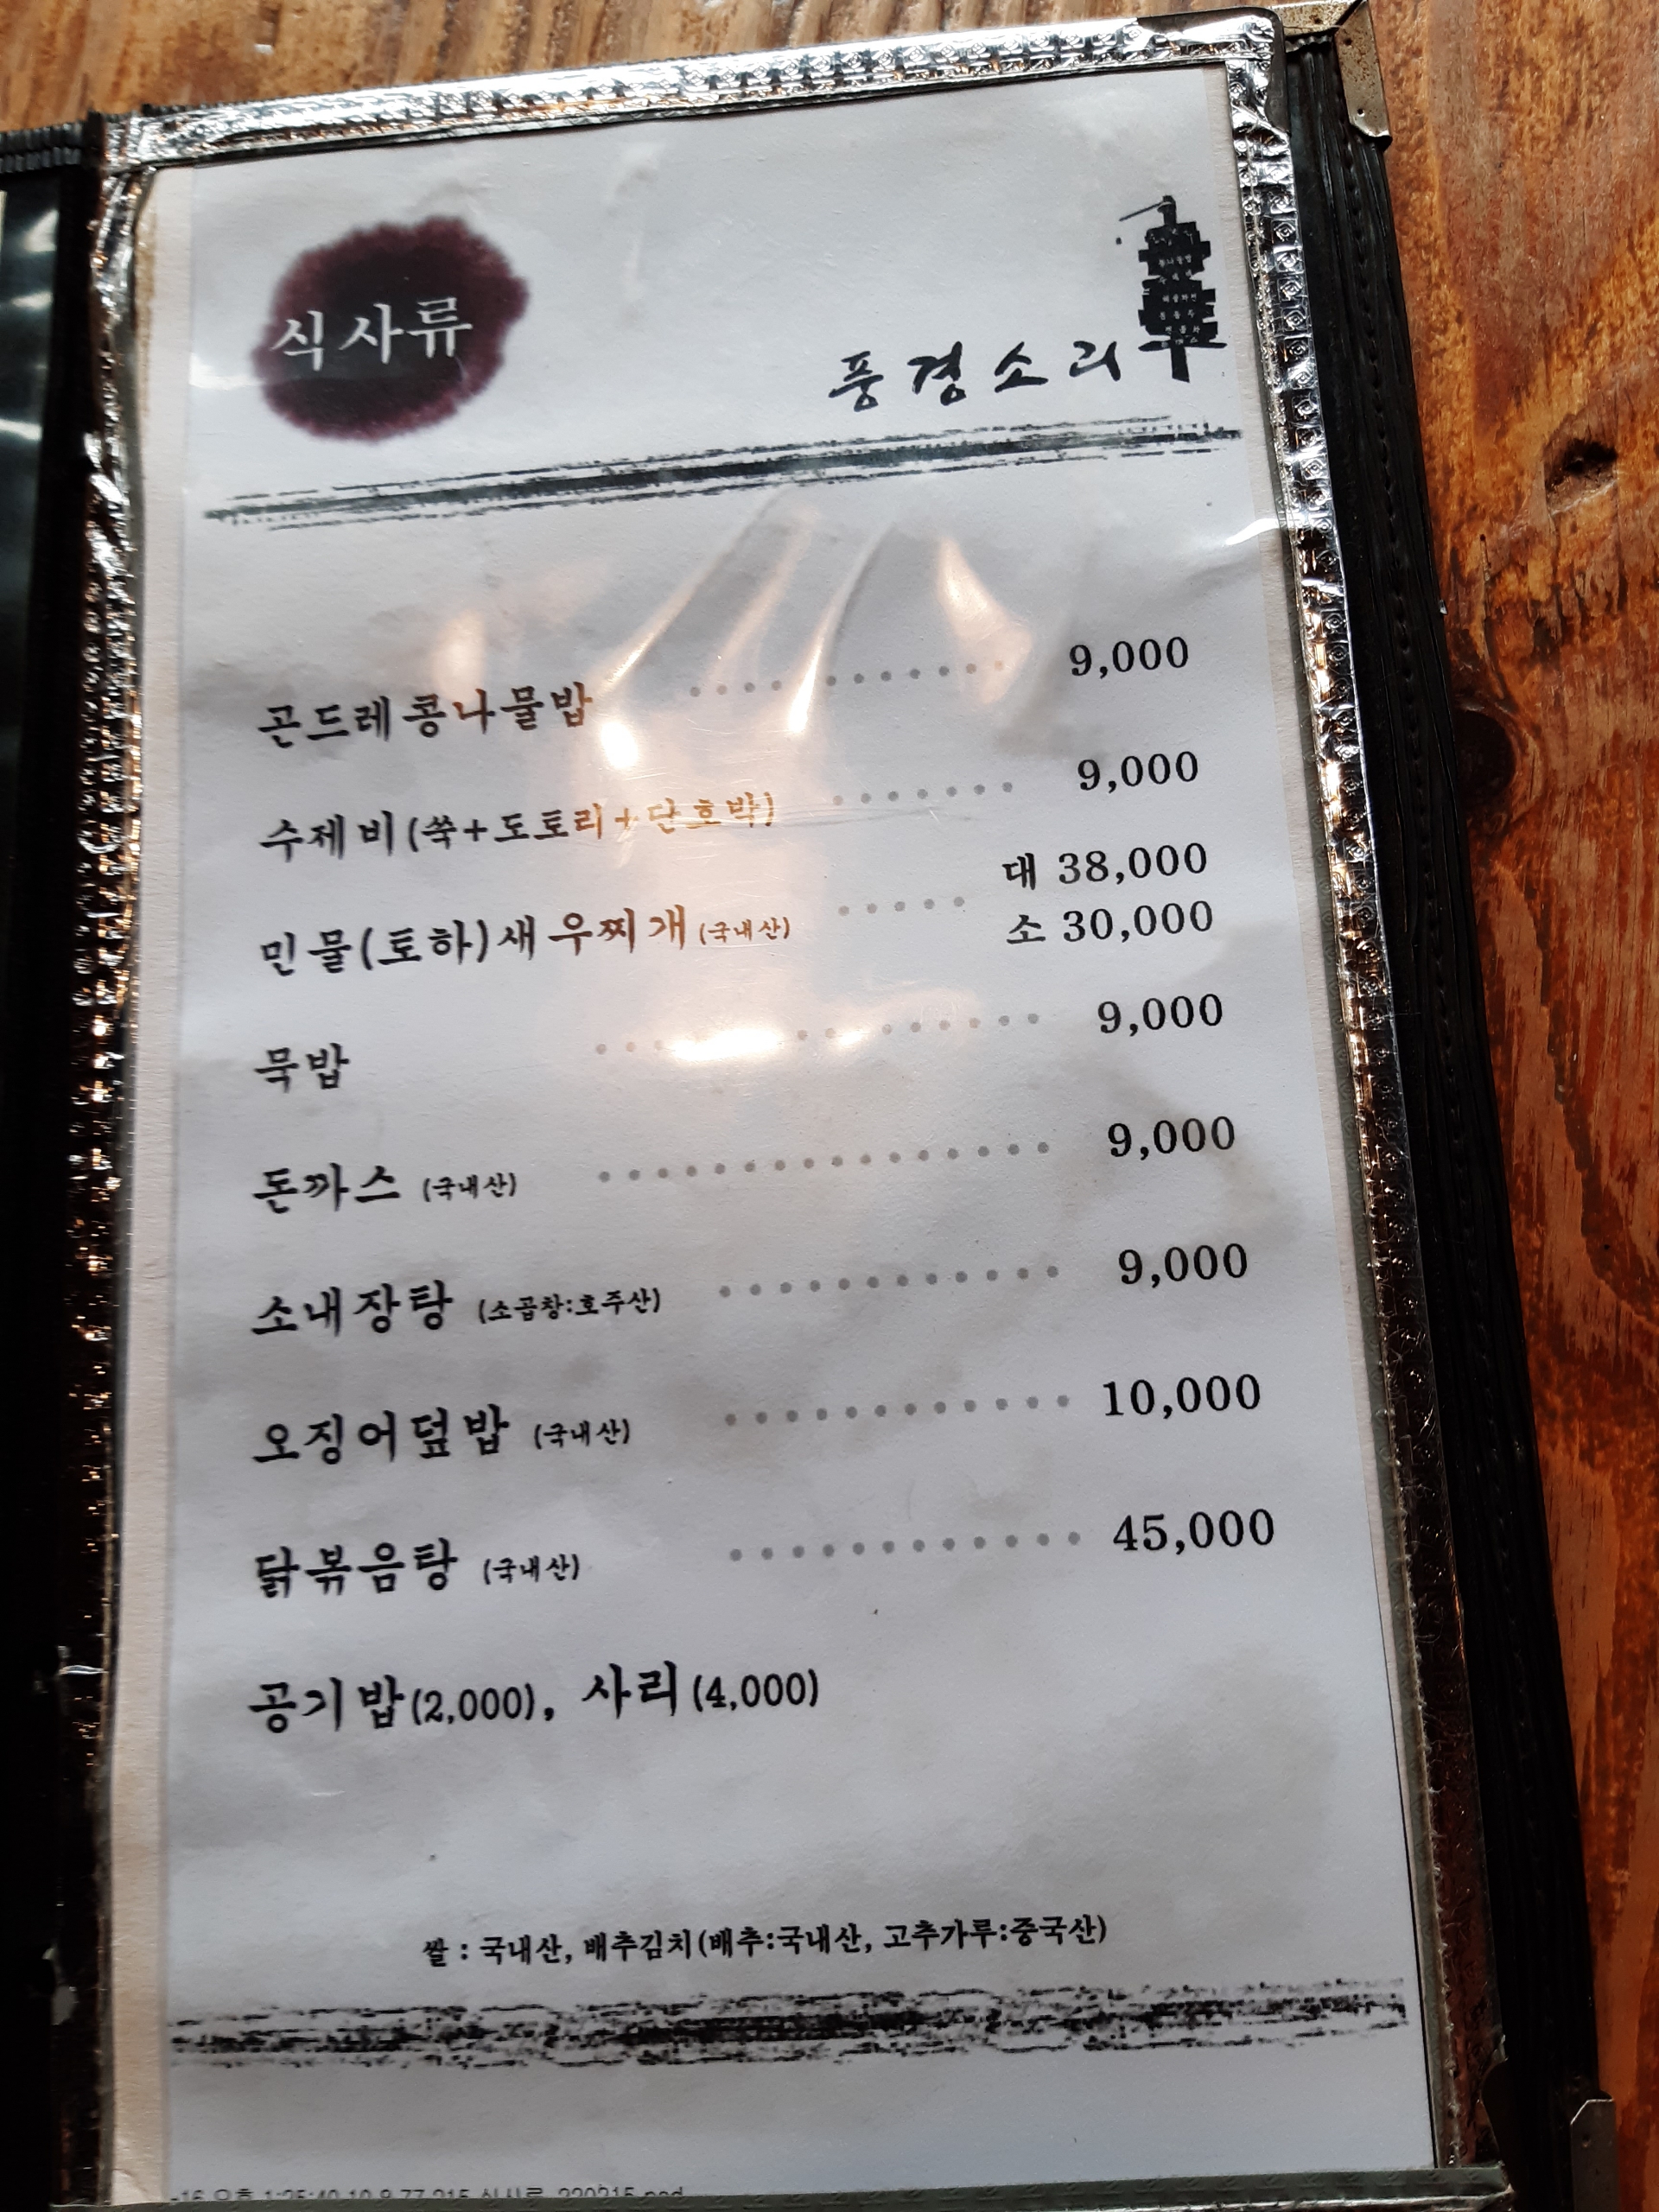 식사류
풍경소리
곤드레콩나물밥 9,000
수제비(쑥+도토리+단호박) 9,000
민물(토하)새우찌개(국내산) 대 38,000
소 30,000
묵밥 9,000
돈까스 (국내산) 9,000
소내장탕 (소곱창:호주산) 9,000
오징어덮밥 (국내산) 10,000
닭볶음탕 (국내산) 45,000
공기밥(2,000), 사리(4,000)
쌀 : 국내산, 배추김치(배추:국내산, 고추가루:중국산)